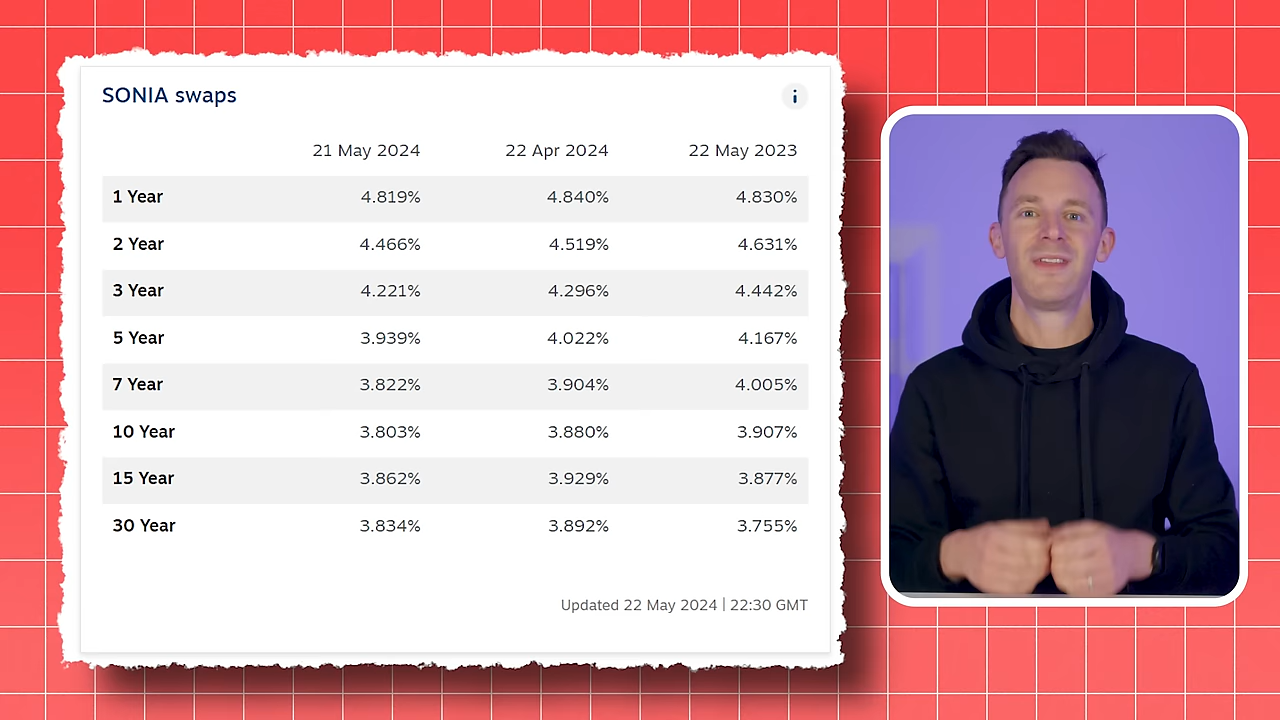 SONIA swaps
i
21 May 2024 22 Apr 2024 22 May 2023
1 Year 4.819% 4.840% 4.830%
2 Year 4.466% 4.519% 4.631%
3 Year 4.221% 4.296% 4.442%
5 Year 3.939% 4.022% 4.167%
7 Year 3.822% 3.904% 4.005%
10 Year 3.803% 3.880% 3.907%
15 Year 3.862% 3.929% 3.877%
30 Year 3.834% 3.892% 3.755%
Updated 22 May 2024 | 22:30 GMT